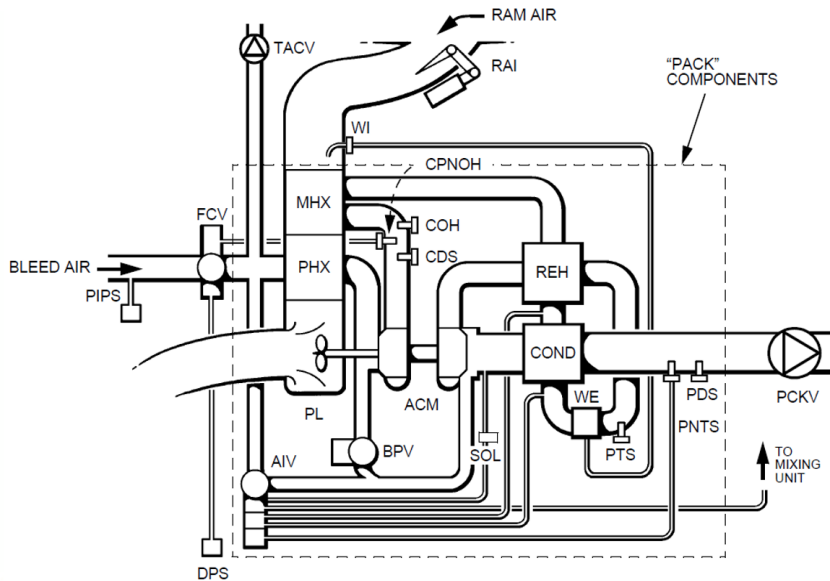 RAM AIR
TACV
RAI
"PACK"
COMPONENTS
WI
CPNOH
MHX
FCV
COH
CDS
BLEED AIR
PHX
REH
PIPS
COND
WE
PL
ACM
PDS
PCKV
PNTS
BPV
SOL
PTS
AIV
TO
MIXING
UNIT
DPS